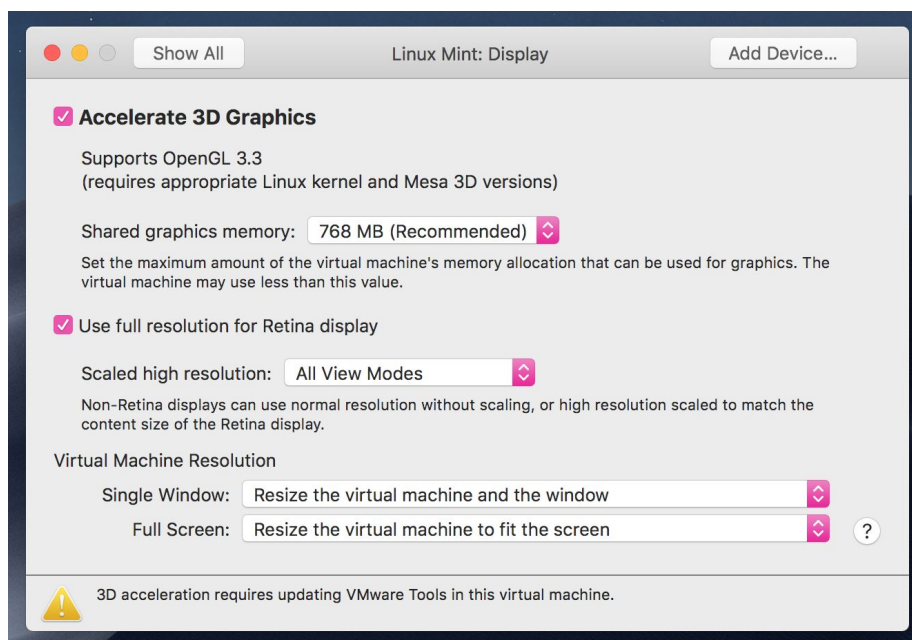 Show All
Linux Mint: Display
Add Device...
Accelerate 3D Graphics
Supports OpenGL 3.3
(requires appropriate Linux kernel and Mesa 3D versions)
Shared graphics memory: 768 MB (Recommended)
Set the maximum amount of the virtual machine's memory allocation that can be used for graphics. The
virtual machine may use less than this value.
Use full resolution for Retina display
Scaled high resolution: All View Modes
Non-Retina displays can use normal resolution without scaling, or high resolution scaled to match the
content size of the Retina display.
Virtual Machine Resolution
Single Window: Resize the virtual machine and the window
Full Screen: Resize the virtual machine to fit the screen
?
3D acceleration requires updating VMware Tools in this virtual machine.